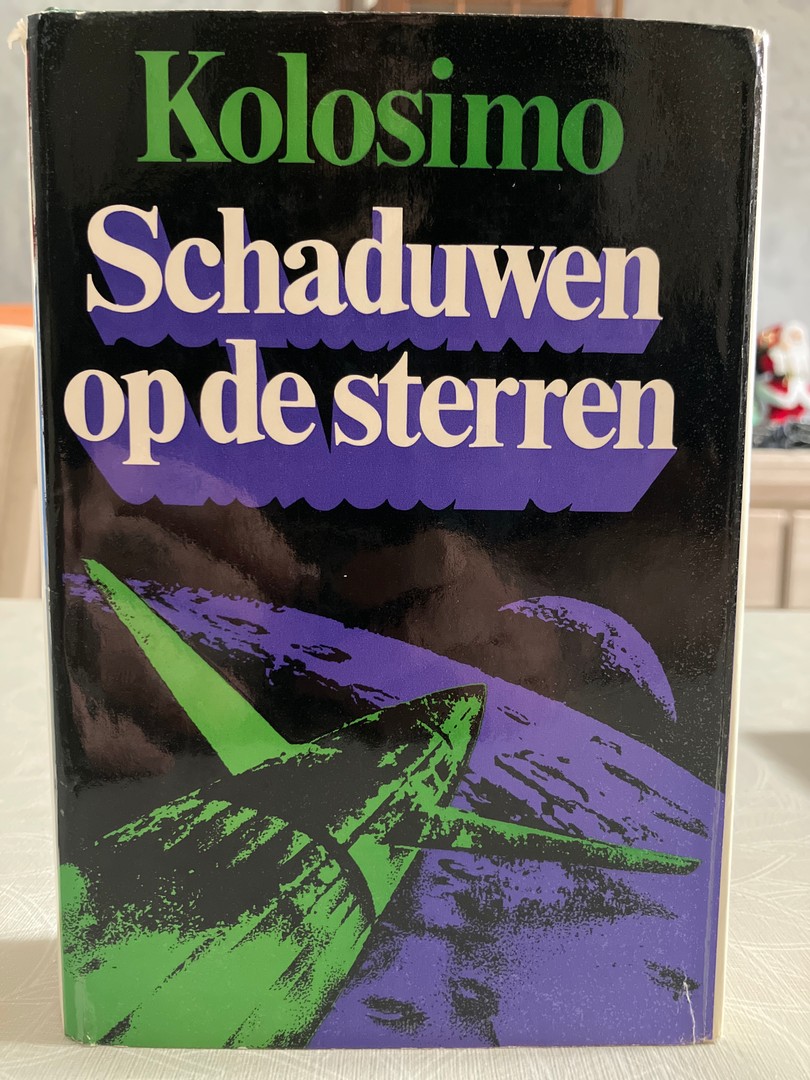 Kolosimo
Schaduwen
op de sterren